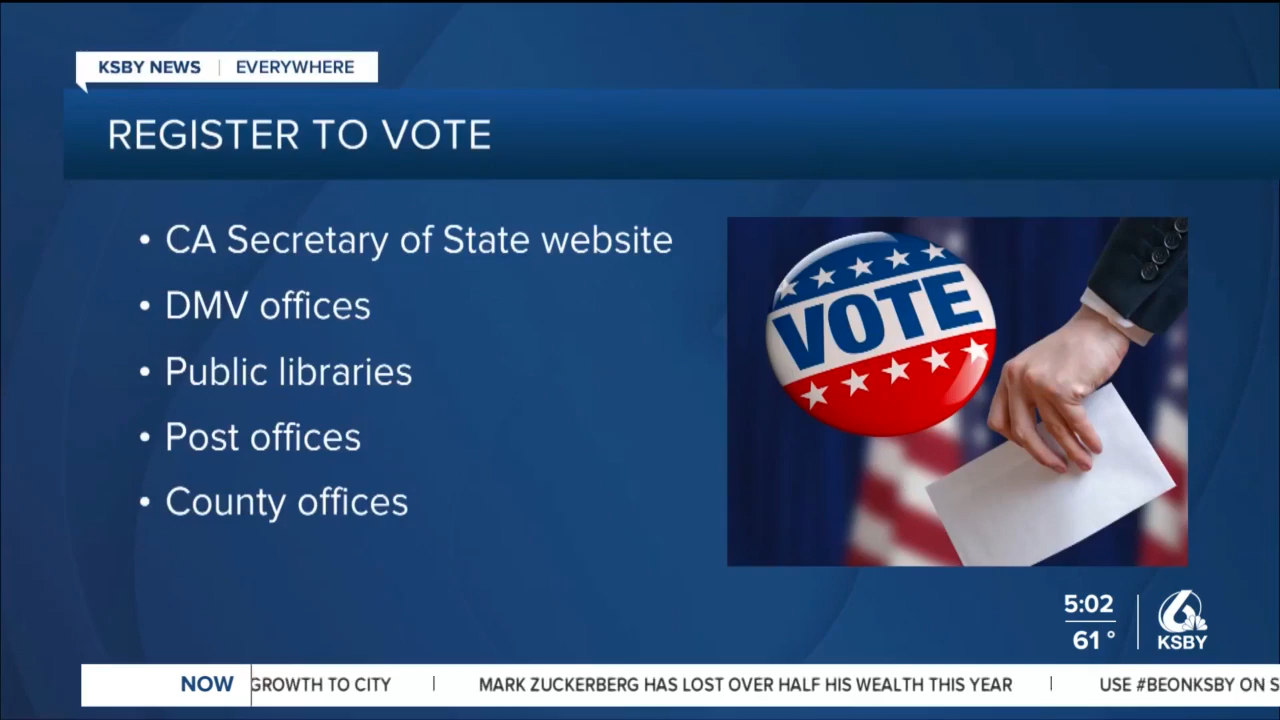 KSBY NEWS | EVERYWHERE
REGISTER TO VOTE
• CA Secretary of State website
• DMV offices
• Public libraries
• Post offices
• County offices
VOTE
5:02
61°
6
KSBY
NOW GROWTH TO CITY | MARK ZUCKERBERG HAS LOST OVER HALF HIS WEALTH THIS YEAR | USE #BEONKSBY ON S